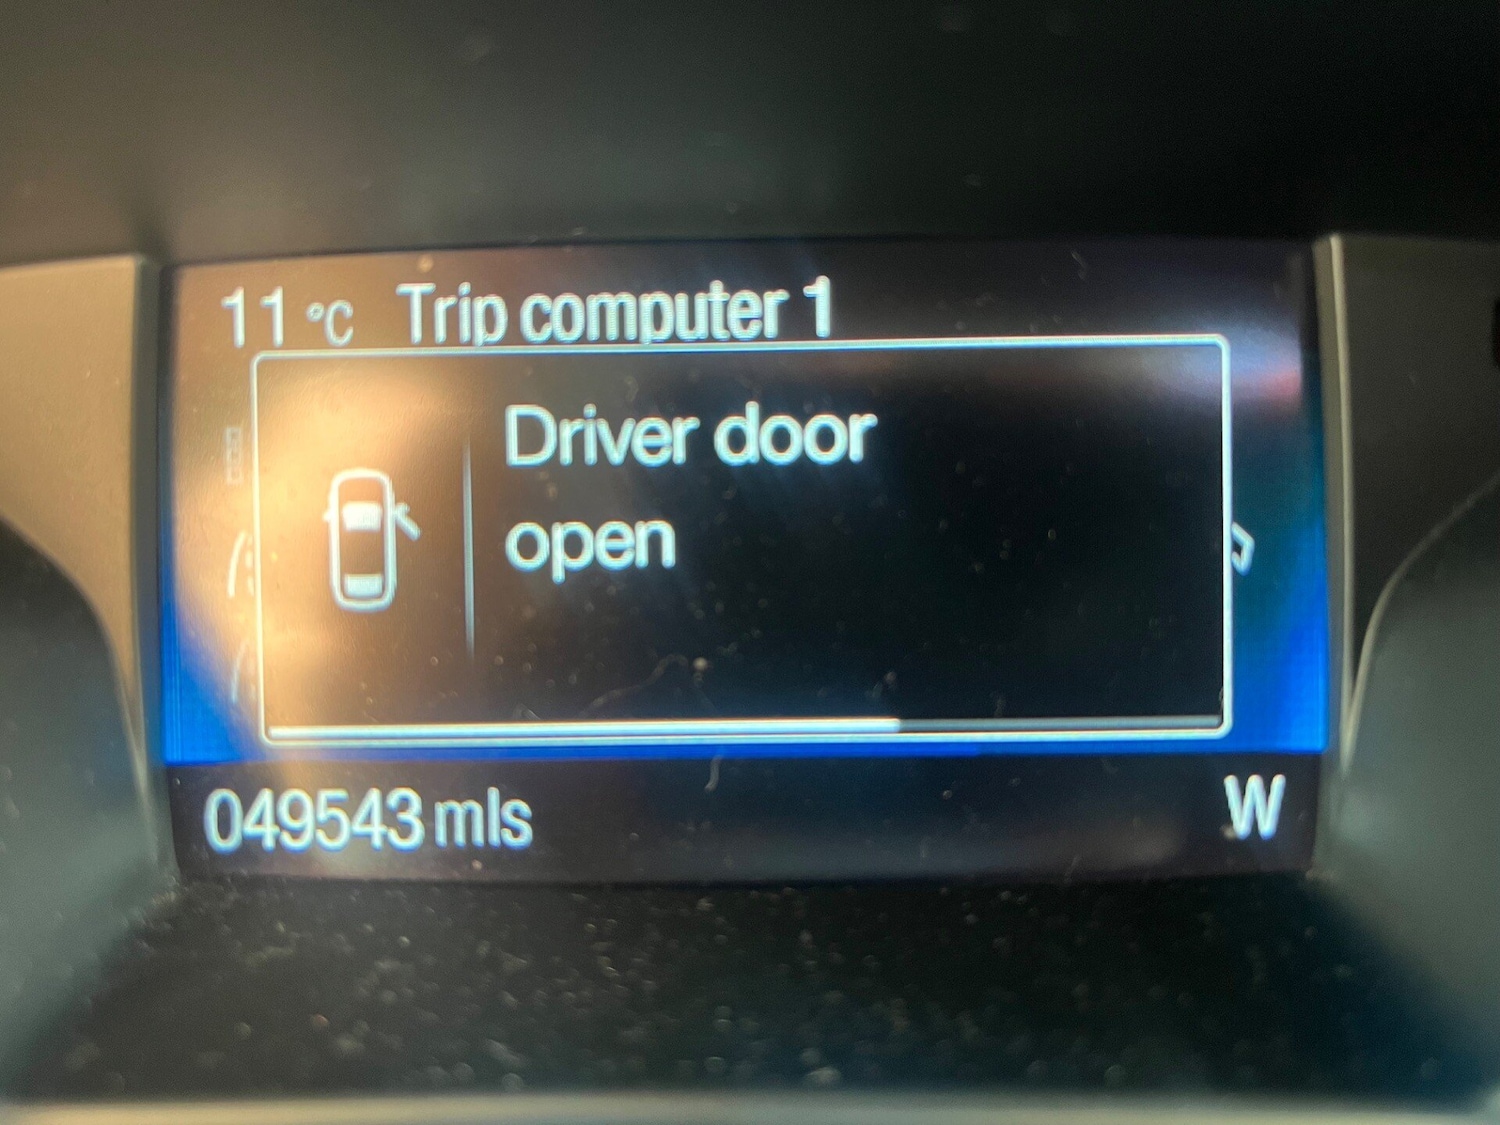 11 °C Trip computer 1
Driver door
open
049543 mls W